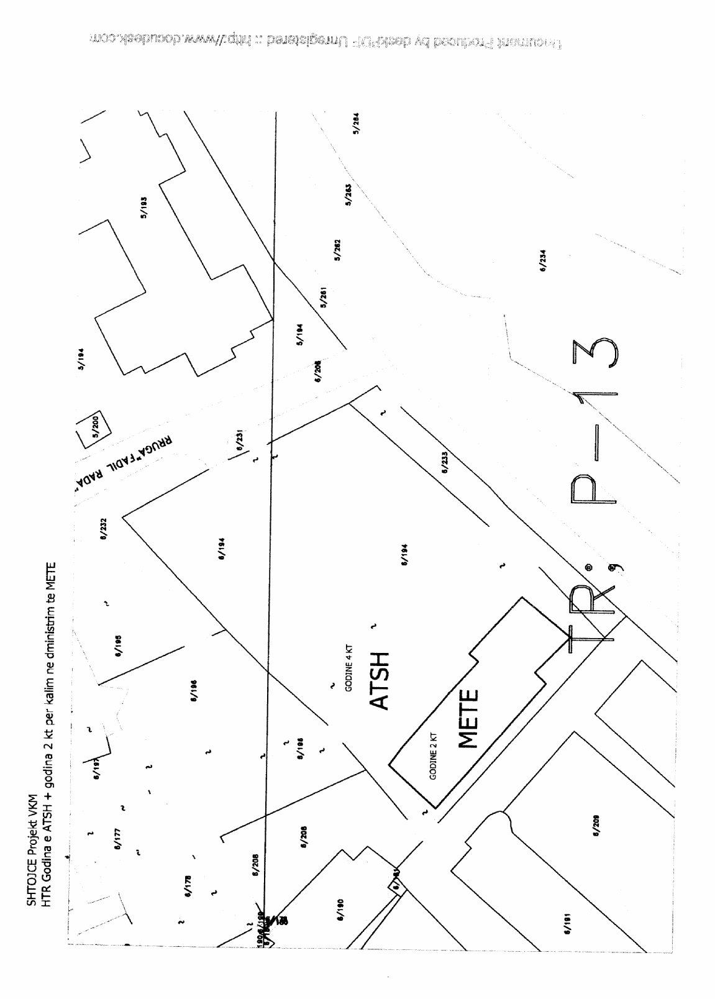 Document Produced by deskPDF Unregistered :: http://www.docudesk.com
SHTOJCE Projekt VKM
HTR Godina e ATSH + godina 2 kt per kalim ne dministrim te METE
5/264
5/193
5/263
5/262
6/234
5/261
5/194
5/194
6/206
5/200
6/231
RRUGA"FADIL RADA"
6/233
6/232
6/194
6/194
TR; P-13
6/195
6/196
GODINE 4 KT
ATSH
GODINE 2 KT
METE
6/197
6/198
6/177
6/206
6/209
6/208
6/178
6/190
6/191